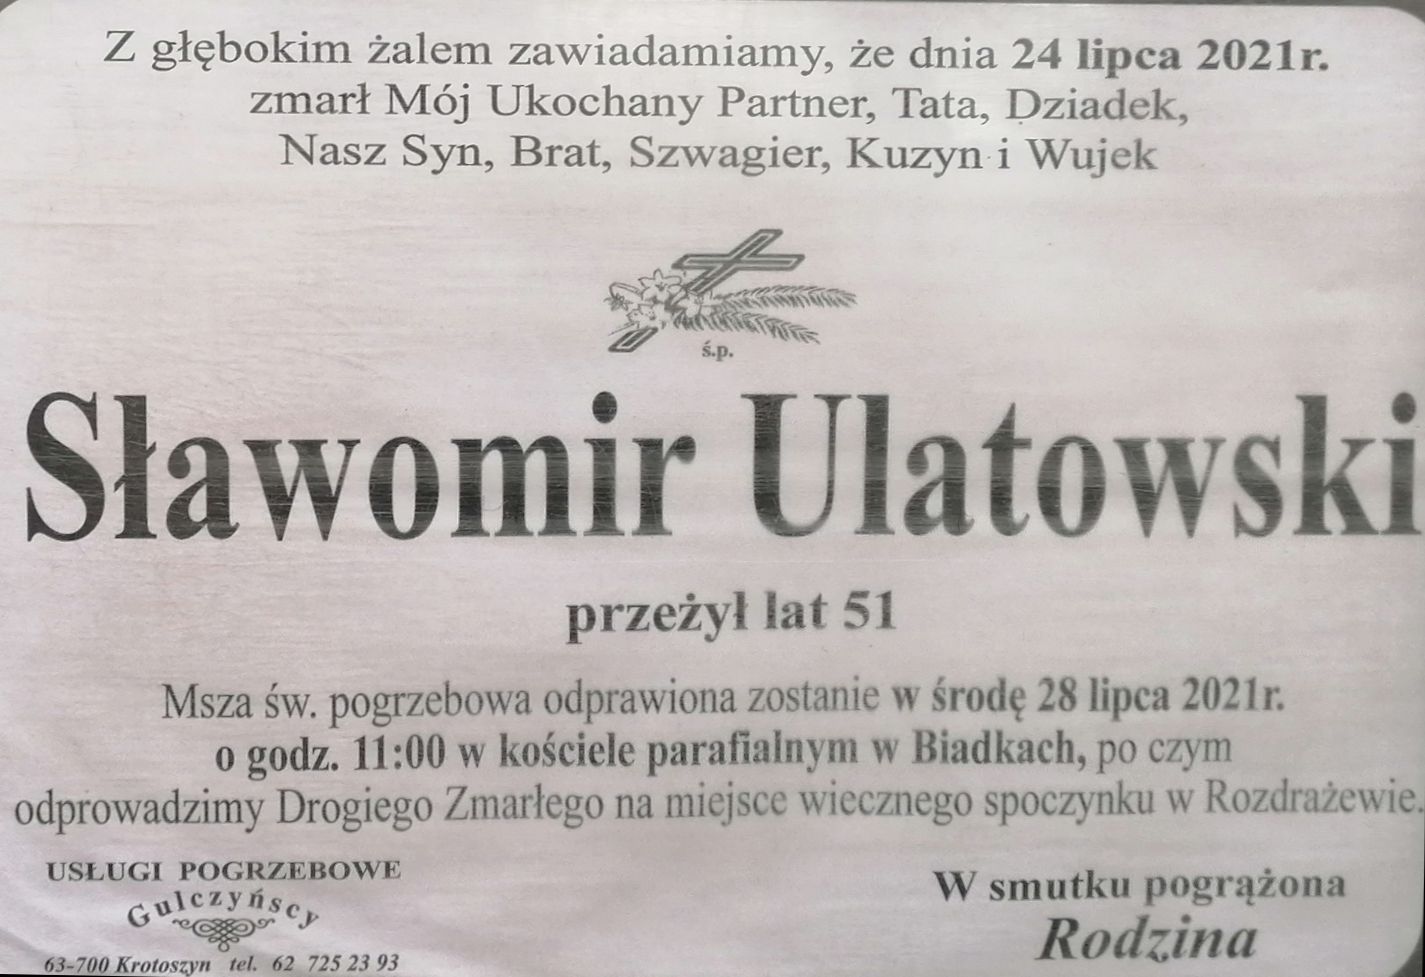 Z głębokim żalem zawiadamiamy, że dnia 24 lipca 2021r.
zmarł Mój Ukochany Partner, Tata, Dziadek,
Nasz Syn, Brat, Szwagier, Kuzyn i Wujek
ś.p.
Sławomir Ulatowski
przeżył lat 51
Msza św. pogrzebowa odprawiona zostanie w środę 28 lipca 2021r.
o godz. 11:00 w kościele parafialnym w Biadkach, po czym
odprowadzimy Drogiego Zmarłego na miejsce wiecznego spoczynku w Rozdrażewie.
USŁUGI POGRZEBOWE
Gulczyńscy
63-700 Krotoszyn tel. 62 725 23 93
W smutku pogrążona
Rodzina